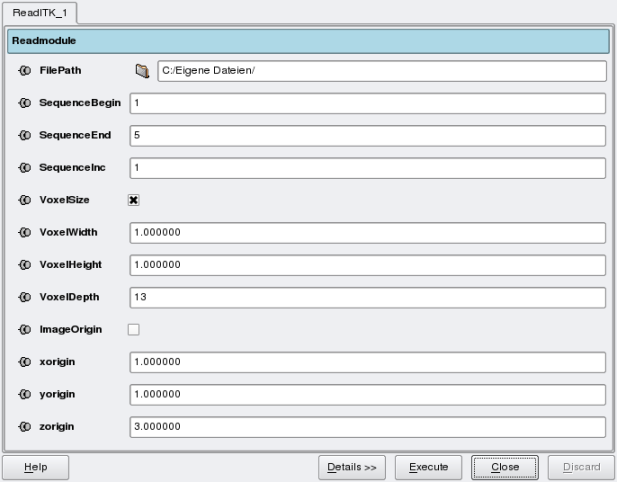 ReadITK_1
Readmodule
FilePath C:/Eigene Dateien/
SequenceBegin 1
SequenceEnd 5
SequenceInc 1
VoxelSize
VoxelWidth 1.000000
VoxelHeight 1.000000
VoxelDepth 13
ImageOrigin
xorigin 1.000000
yorigin 1.000000
zorigin 3.000000
Help Details >> Execute Close Discard